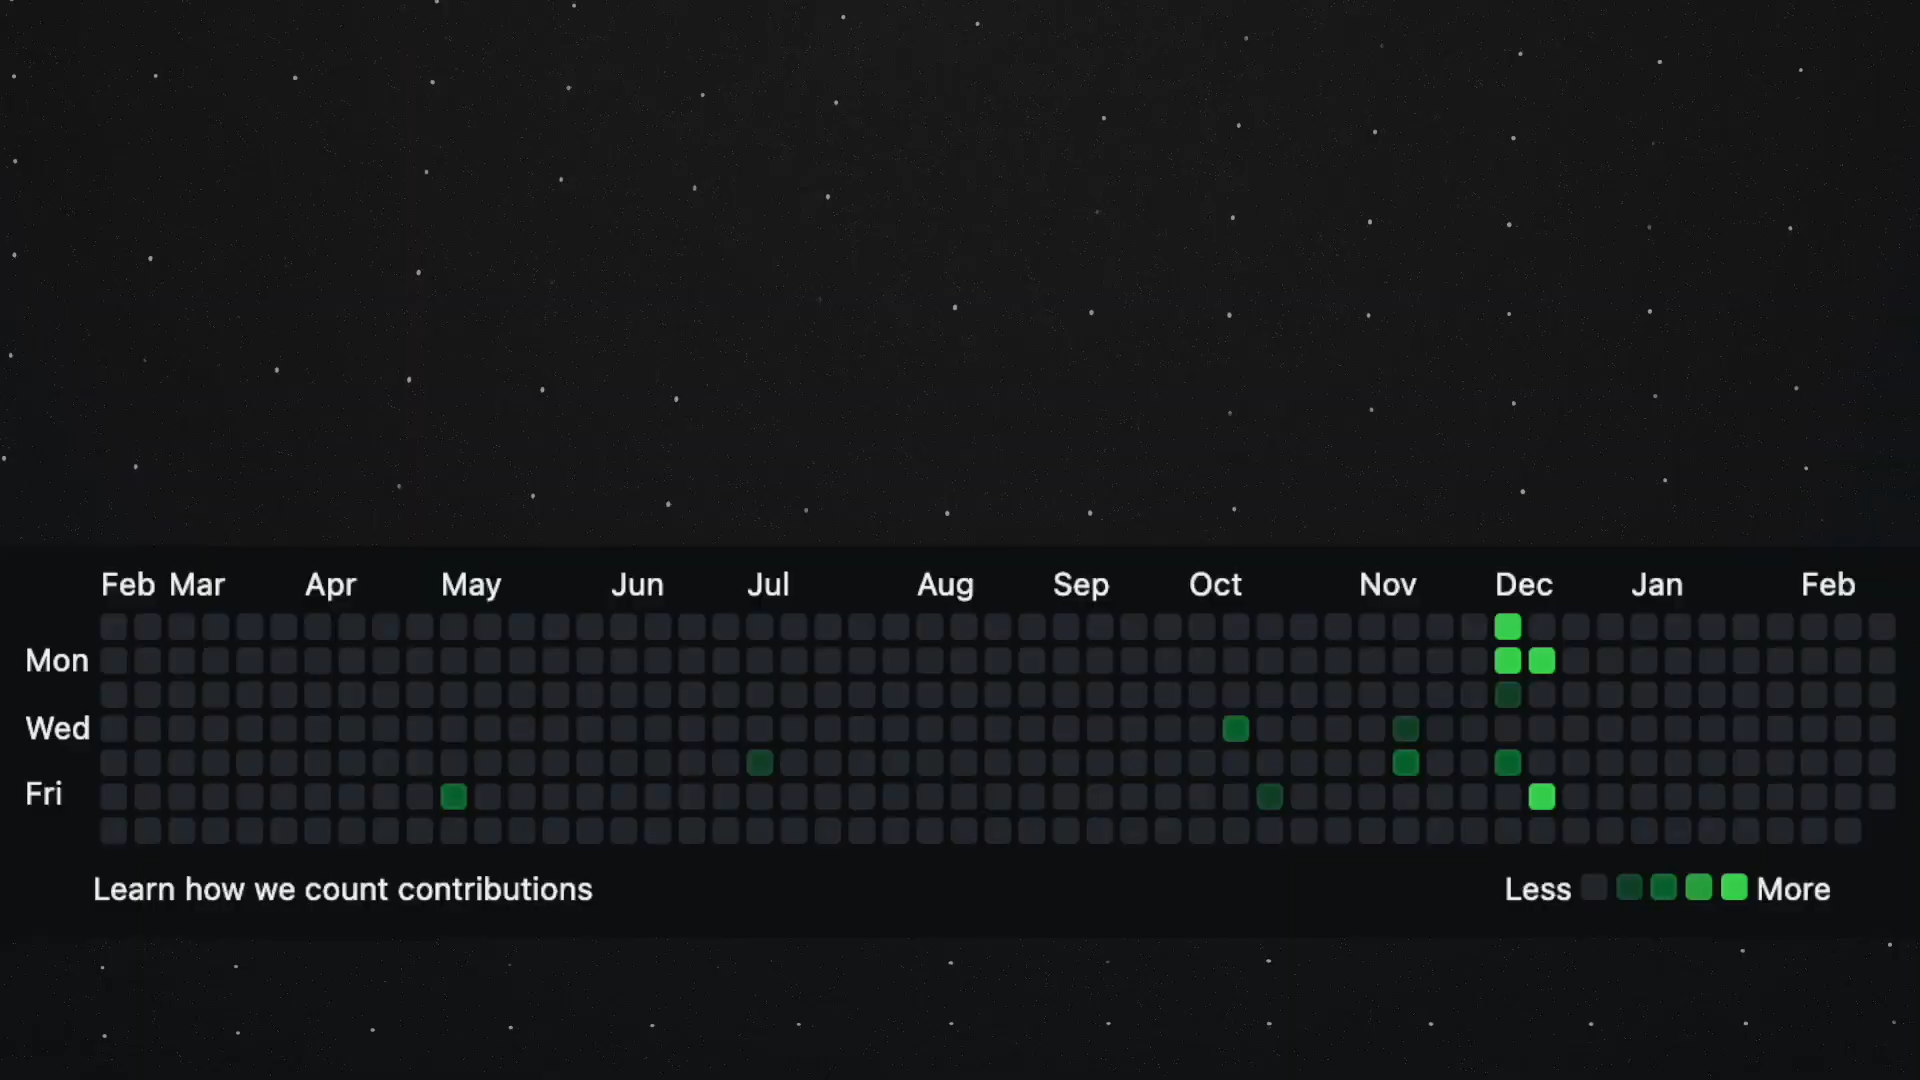 Feb Mar Apr May Jun Jul Aug Sep Oct Nov Dec Jan Feb
Mon
Wed
Fri
Learn how we count contributions
Less More